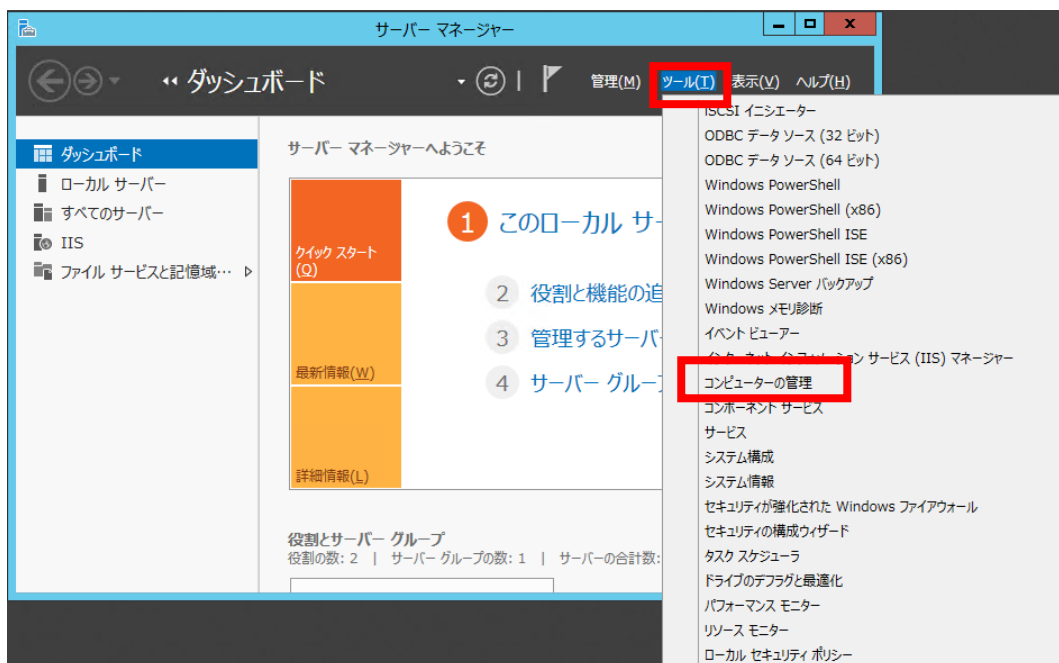 サーバー マネージャー
ダッシュボード
管理(M) ツール(T) 表示(V) ヘルプ(H)
ダッシュボード
ローカル サーバー
すべてのサーバー
IIS
ファイル サービスと記憶域…
サーバー マネージャーへようこそ
クイック スタート
(Q)
最新情報(W)
詳細情報(L)
1 このローカル サー
2 役割と機能の追
3 管理するサーバ
4 サーバー グルー
役割とサーバー グループ
役割の数: 2 | サーバー グループの数: 1 | サーバーの合計数:
iSCSI イニシエーター
ODBC データ ソース (32 ビット)
ODBC データ ソース (64 ビット)
Windows PowerShell
Windows PowerShell (x86)
Windows PowerShell ISE
Windows PowerShell ISE (x86)
Windows Server バックアップ
Windows メモリ診断
イベント ビューアー
インターネット インフォメーション サービス (IIS) マネージャー
コンピューターの管理
コンポーネント サービス
サービス
システム構成
システム情報
セキュリティが強化された Windows ファイアウォール
セキュリティの構成ウィザード
タスク スケジューラ
ドライブのデフラグと最適化
パフォーマンス モニター
リソース モニター
ローカル セキュリティ ポリシー